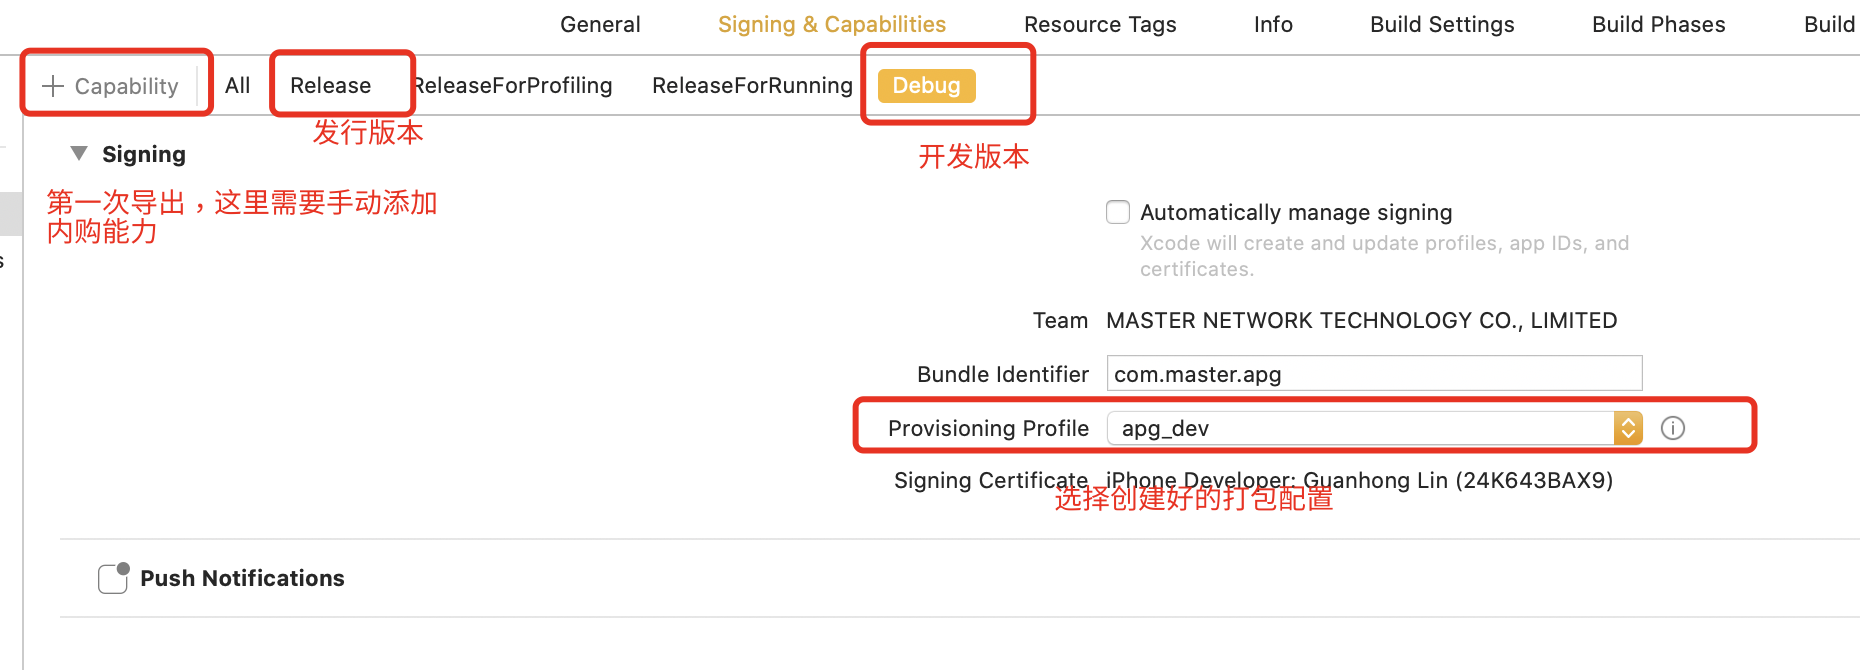 General Signing & Capabilities Resource Tags Info Build Settings Build Phases Build
+ Capability All Release ReleaseForProfiling ReleaseForRunning Debug
发行版本
开发版本
Signing
第一次导出，这里需要手动添加
内购能力
Automatically manage signing
Xcode will create and update profiles, app IDs, and
certificates.
s
Team MASTER NETWORK TECHNOLOGY CO., LIMITED
Bundle Identifier com.master.apg
Provisioning Profile apg_dev
Signing Certificate iPhone Developer: Guanhong Lin (24K643BAX9)
选择创建好的打包配置
Push Notifications